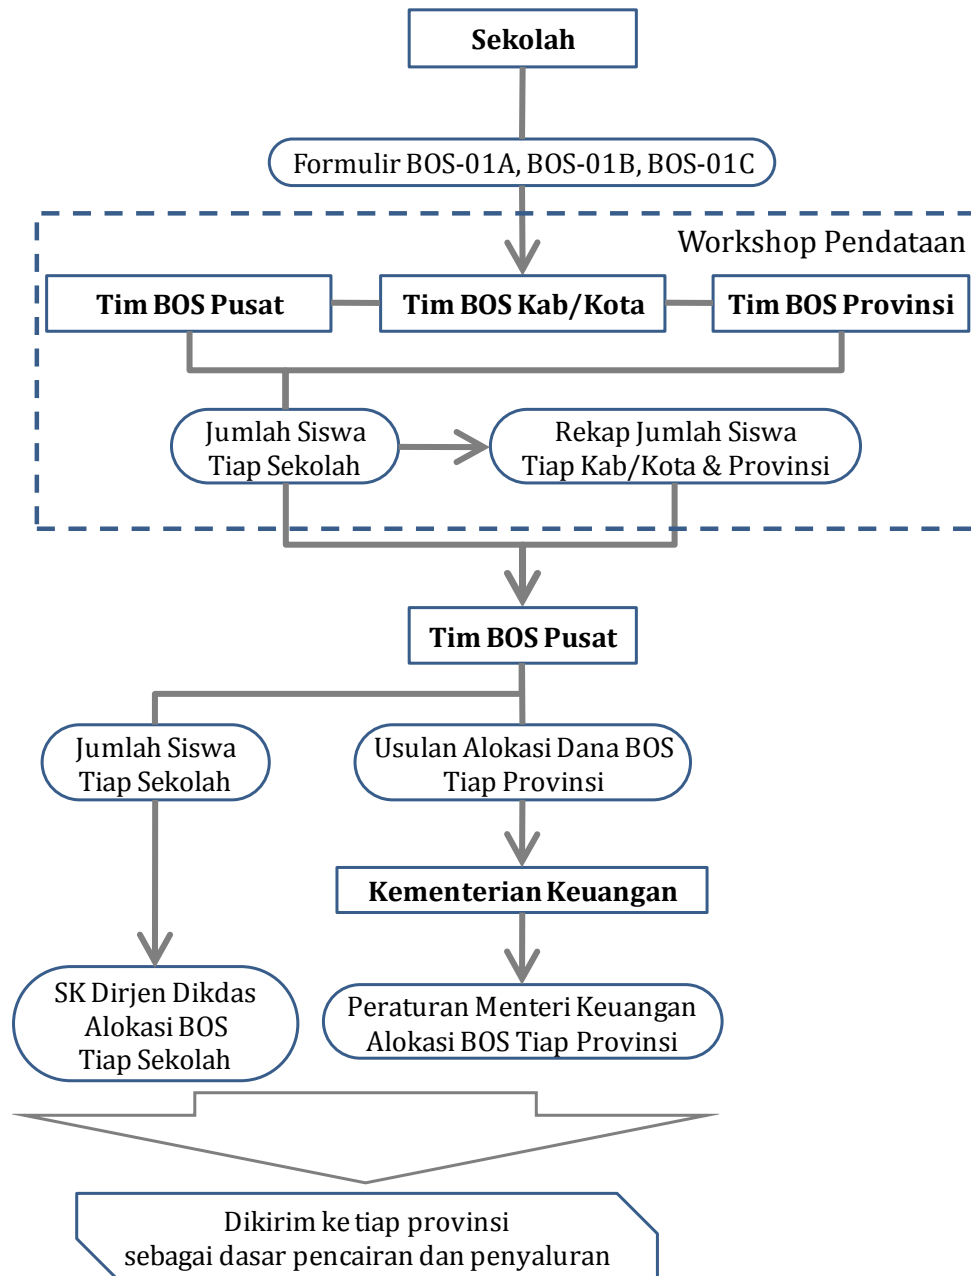 Sekolah
Formulir BOS-01A, BOS-01B, BOS-01C
Workshop Pendataan
Tim BOS Pusat
Tim BOS Kab/Kota
Tim BOS Provinsi
Jumlah Siswa
Tiap Sekolah
Rekap Jumlah Siswa
Tiap Kab/Kota & Provinsi
Tim BOS Pusat
Jumlah Siswa
Tiap Sekolah
Usulan Alokasi Dana BOS
Tiap Provinsi
Kementerian Keuangan
SK Dirjen Dikdas
Alokasi BOS
Tiap Sekolah
Peraturan Menteri Keuangan
Alokasi BOS Tiap Provinsi
Dikirim ke tiap provinsi
sebagai dasar pencairan dan penyaluran